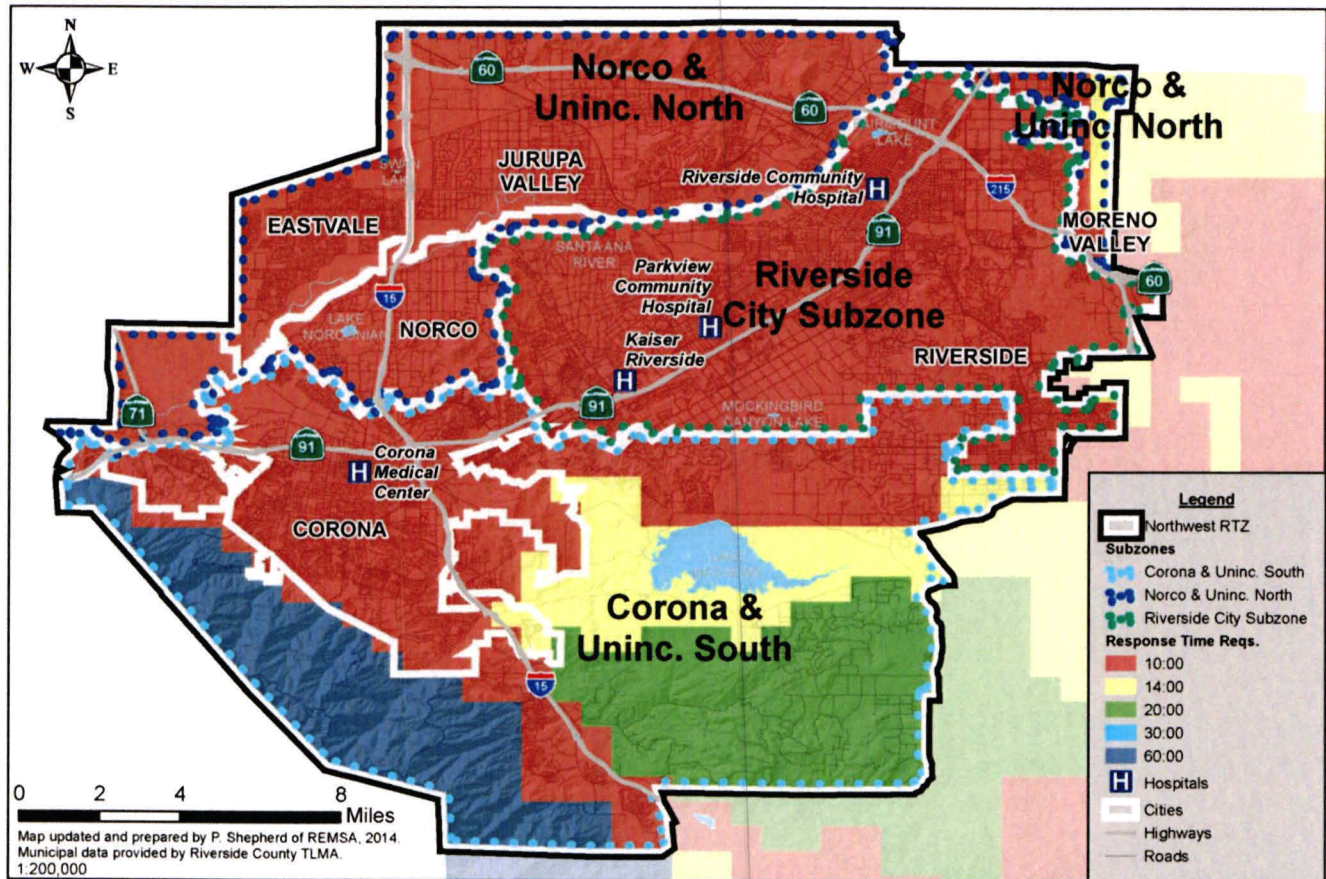 N
W
E
S
60
Norco &
Uninc. North
60
Norco &
Uninc. North
FAIRMOUNT
LAKE
SWAN
LAKE
JURUPA
VALLEY
Riverside Community
Hospital
H
215
EASTVALE
91
MORENO
VALLEY
SANTA ANA
RIVER
60
Parkview
Community
Hospital
H
Riverside
City Subzone
15
LAKE
NORCONIAN
NORCO
Kaiser
Riverside
H
RIVERSIDE
71
91
91
MOCKINGBIRD
CANYON LAKE
H
Corona
Medical
Center
CORONA
LAKE
Corona &
Uninc. South
15
Legend
Northwest RTZ
Subzones
Corona & Uninc. South
Norco & Uninc. North
Riverside City Subzone
Response Time Reqs.
10:00
14:00
20:00
30:00
60:00
H Hospitals
Cities
Highways
Roads
0 2 4 8
Miles
Map updated and prepared by P. Shepherd of REMSA, 2014.
Municipal data provided by Riverside County TLMA.
1:200,000